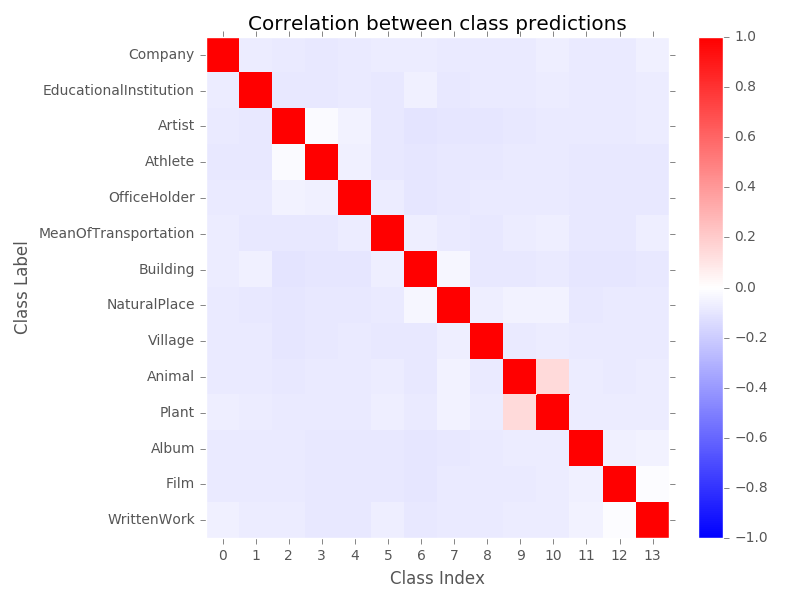 Correlation between class predictions
Class Label
Company
EducationalInstitution
Artist
Athlete
OfficeHolder
MeanOfTransportation
Building
NaturalPlace
Village
Animal
Plant
Album
Film
WrittenWork
0 1 2 3 4 5 6 7 8 9 10 11 12 13
Class Index
1.0
0.8
0.6
0.4
0.2
0.0
−0.2
−0.4
−0.6
−0.8
−1.0